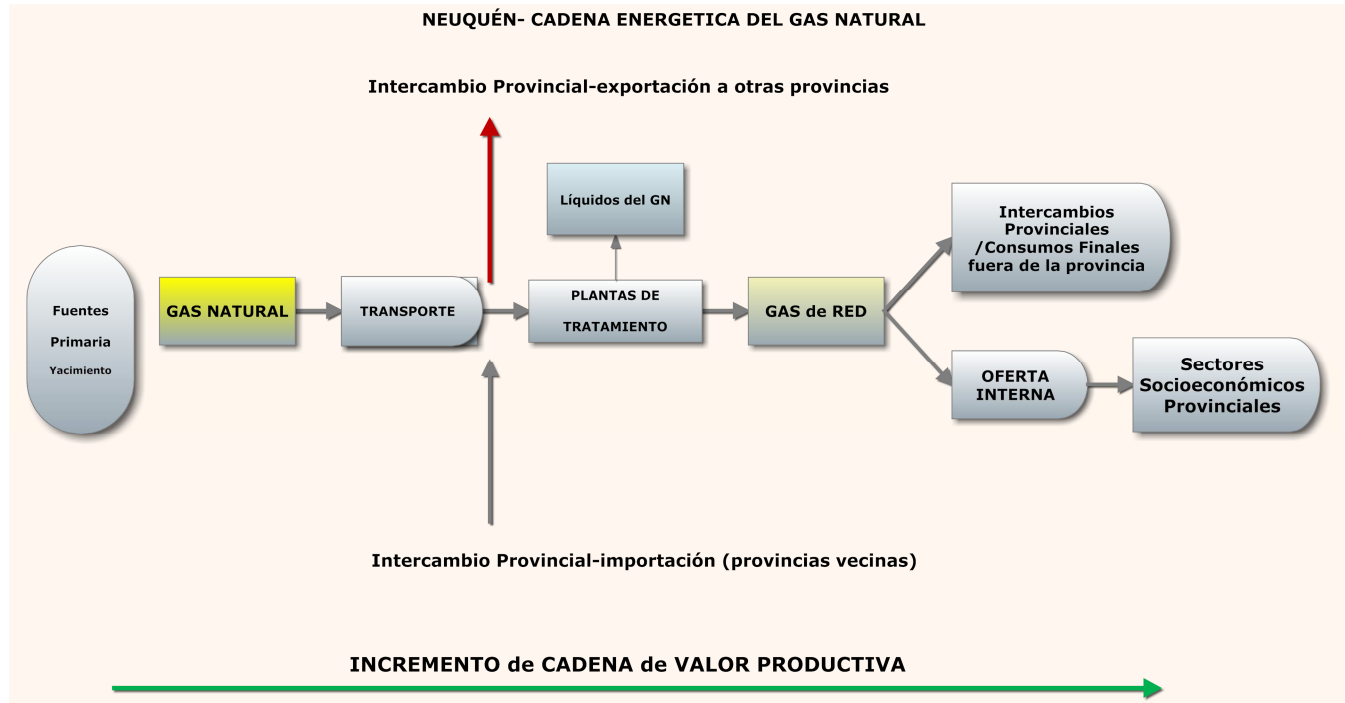 NEUQUÉN- CADENA ENERGETICA DEL GAS NATURAL
Intercambio Provincial-exportación a otras provincias
Líquidos del GN
Intercambios
Provinciales
/Consumos Finales
fuera de la provincia
Fuentes
Primaria
Yacimiento
GAS NATURAL
TRANSPORTE
PLANTAS DE
TRATAMIENTO
GAS de RED
OFERTA
INTERNA
Sectores
Socioeconómicos
Provinciales
Intercambio Provincial-importación (provincias vecinas)
INCREMENTO de CADENA de VALOR PRODUCTIVA